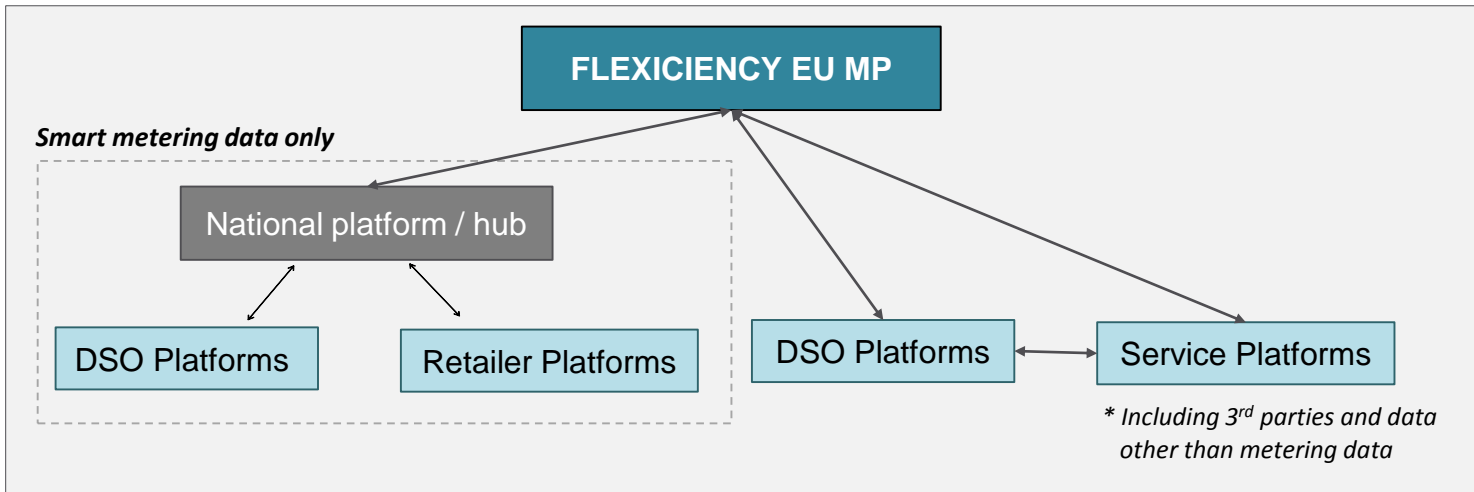 FLEXICIENCY EU MP
Smart metering data only
National platform / hub
DSO Platforms
Retailer Platforms
DSO Platforms
Service Platforms
* Including 3rd parties and data
other than metering data